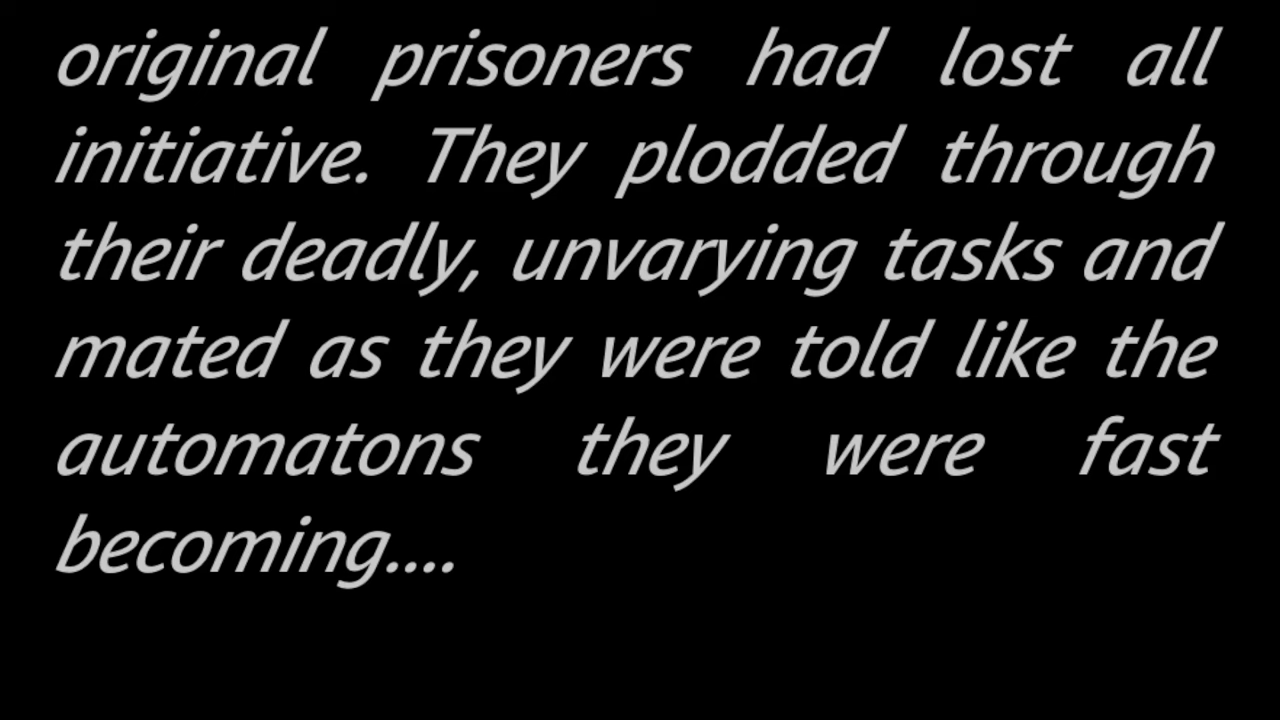 original prisoners had lost all
initiative. They plodded through
their deadly, unvarying tasks and
mated as they were told like the
automatons they were fast
becoming....